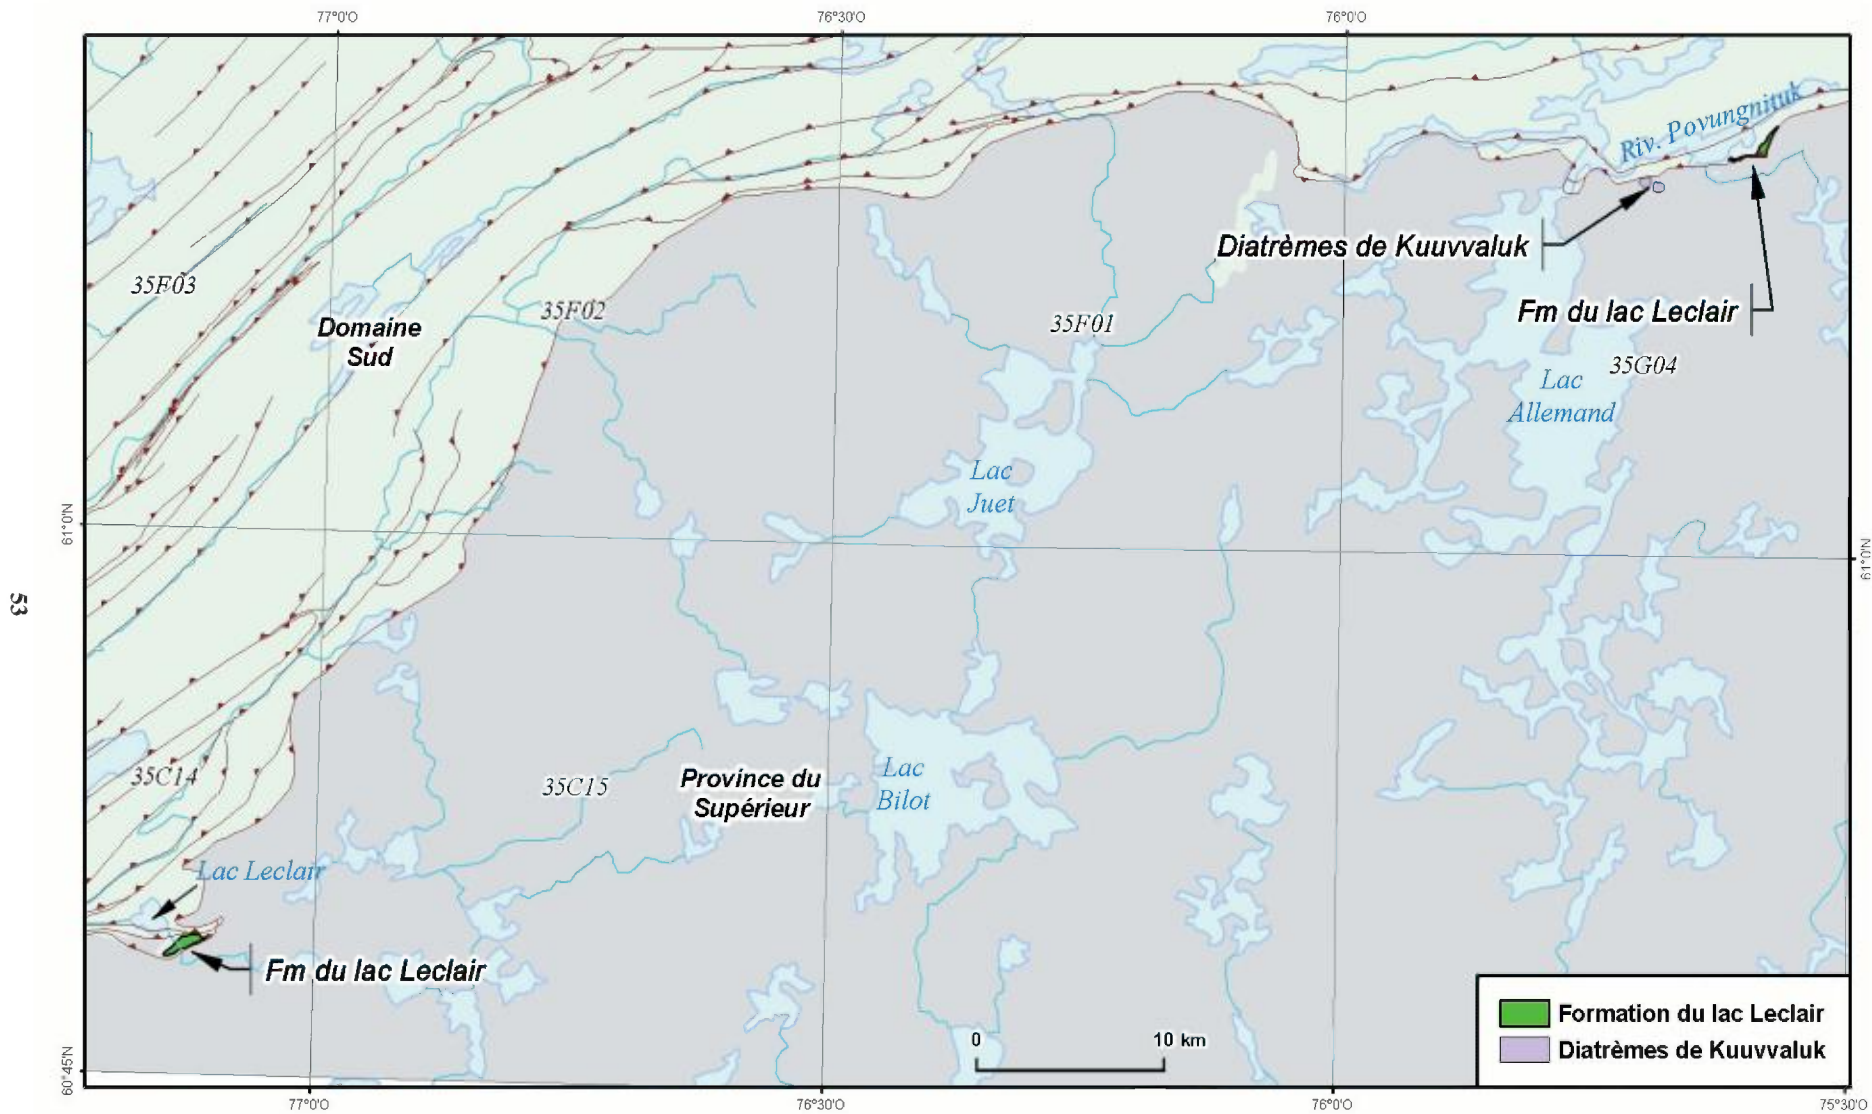 77°0'O
76°30'O
76°0'O
Riv. Povungnituk
Diatrèmes de Kuuvvaluk
35F03
Fm du lac Leclair
35F02
35F01
Domaine
Sud
35G04
Lac
Allemand
Lac
Juet
61°0'N
61°0'N
53
35C14
35C15
Province du
Supérieur
Lac
Bilot
Lac Leclair
Fm du lac Leclair
Formation du lac Leclair
Diatrèmes de Kuuvvaluk
0
10 km
60°45'N
77°0'O
76°30'O
76°0'O
75°30'O